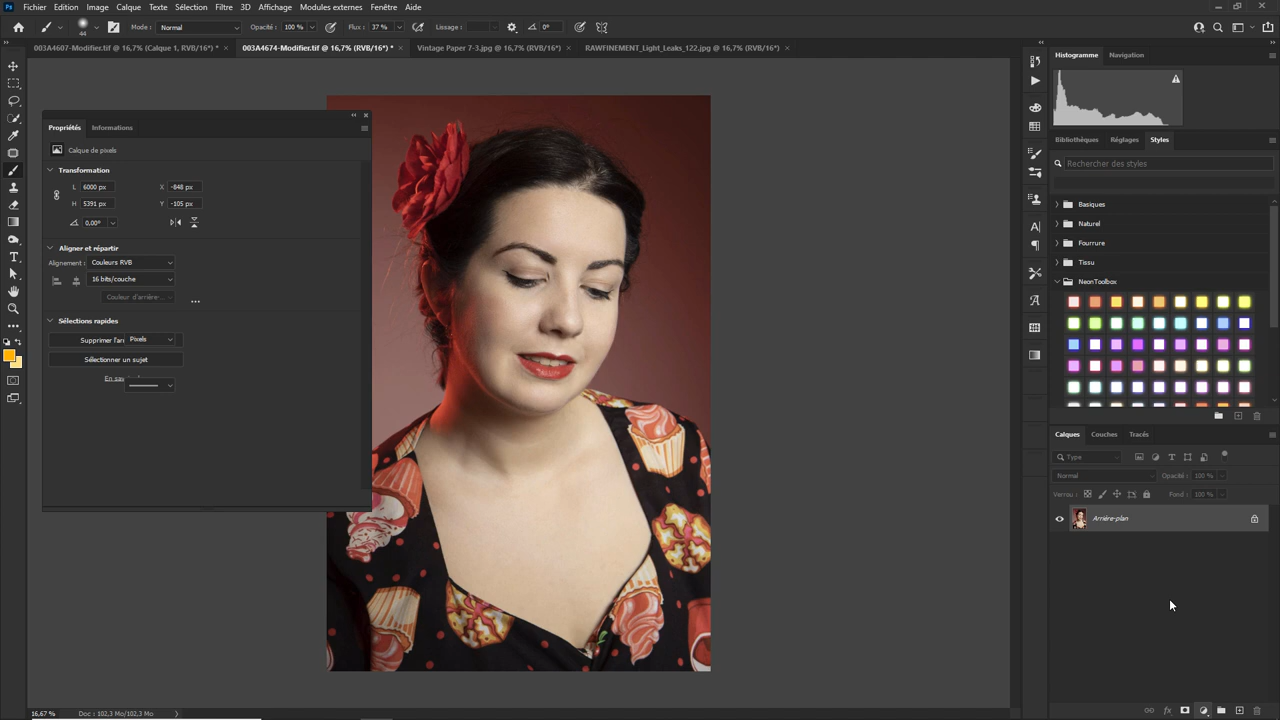 Ps Fichier Edition Image Calque Texte Sélection Filtre 3D Affichage Modules externes Fenêtre Aide
44 Mode : Normal Opacité : 100 % Flux : 37 % Lissage : 0°
003A4607-Modifier.tif @ 16,7% (Calque 1, RVB/16*) * × 003A4674-Modifier.tif @ 16,7% (RVB/16*) * × Vintage Paper 7-3.jpg @ 16,7% (RVB/16*) × RAWFINEMENT_Light_Leaks_122.jpg @ 16,7% (RVB/16*) ×
Propriétés Informations
Calque de pixels
Transformation
L 6000 px X -848 px
H 5391 px Y -105 px
0,00°
Aligner et répartir
Alignement : Couleurs RVB
16 bits/couche
Couleur d'arrière-...
Sélections rapides
Supprimer l'arr Pixels
Sélectionner un sujet
En sav
Histogramme Navigation
Bibliothèques Réglages Styles
Rechercher des styles
Basiques
Naturel
Fourrure
Tissu
NeonToolbox
Calques Couches Tracés
Type
Normal Opacité : 100 %
Verrou : Fond : 100 %
Arrière-plan
16,67 % Doc : 102,3 Mo/102,3 Mo